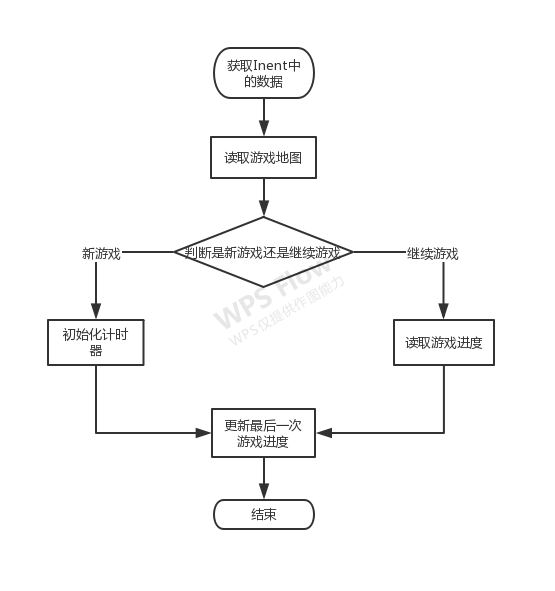 获取Inent中
的数据
读取游戏地图
新游戏
判断是新游戏还是继续游戏
继续游戏
WPS Flow
WPS仅提供作图能力
初始化计时
器
读取游戏进度
更新最后一次
游戏进度
结束